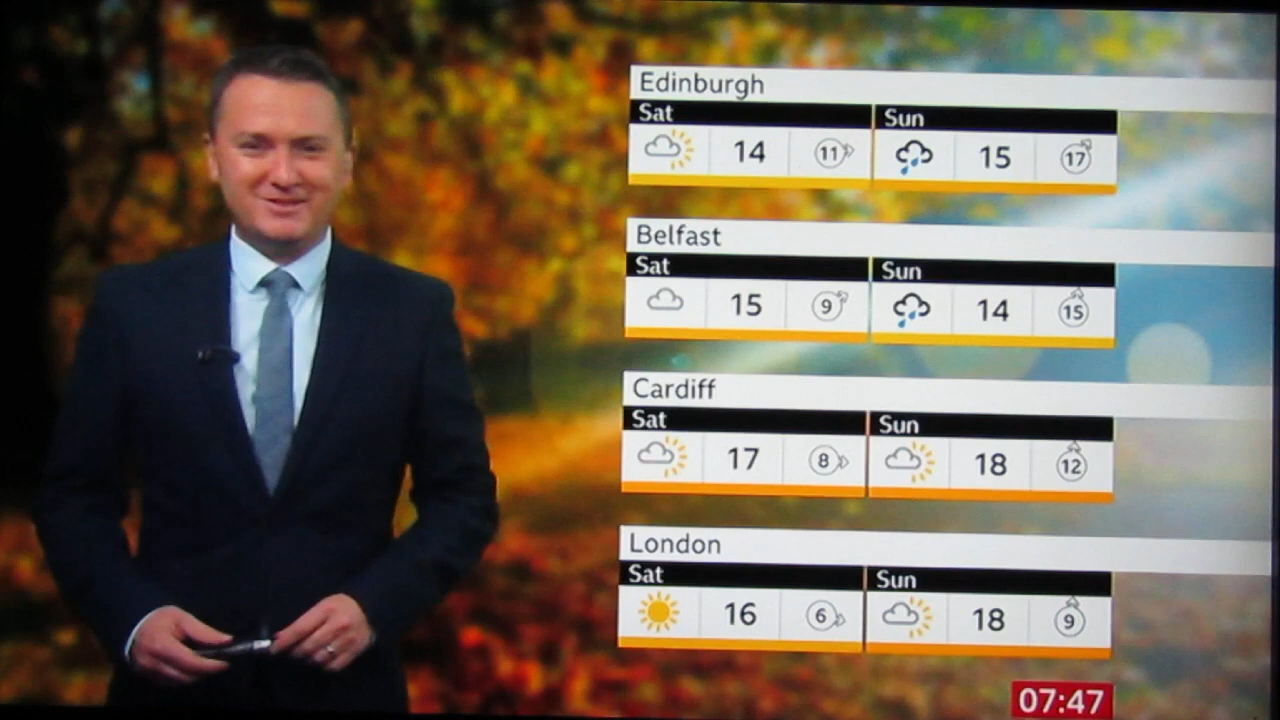 Edinburgh
Sat Sun
14 11 15 17
Belfast
Sat Sun
15 9 14 15
Cardiff
Sat Sun
17 8 18 12
London
Sat Sun
16 6 18 9
07:47